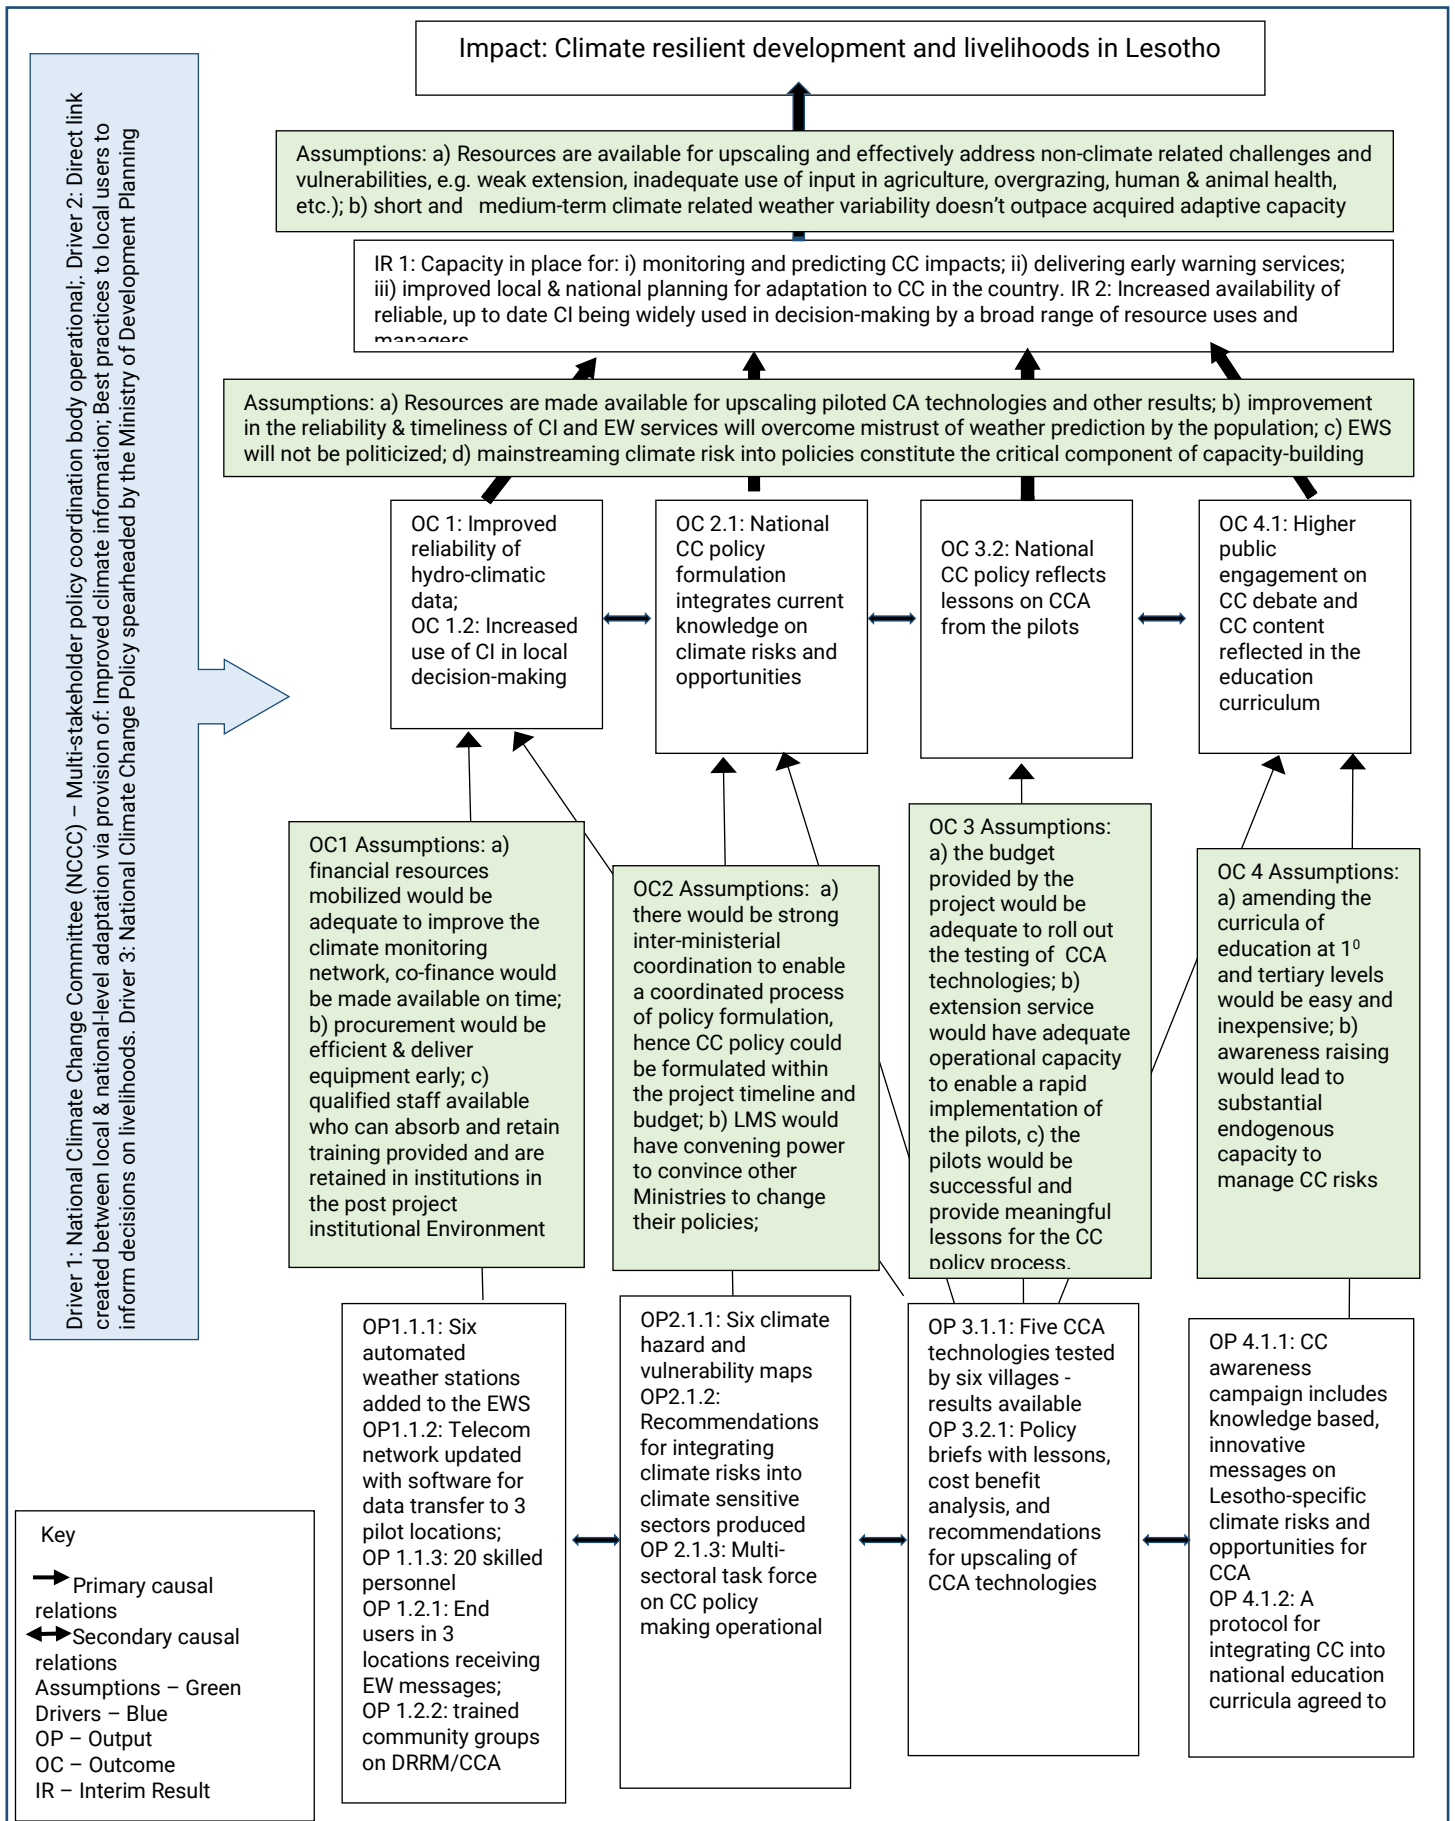 Impact: Climate resilient development and livelihoods in Lesotho
Driver 1: National Climate Change Committee (NCCC) – Multi-stakeholder policy coordination body operational;. Driver 2: Direct link
created between local & national-level adaptation via provision of: Improved climate information; Best practices to local users to
inform decisions on livelihoods. Driver 3: National Climate Change Policy spearheaded by the Ministry of Development Planning
Assumptions: a) Resources are available for upscaling and effectively address non-climate related challenges and
vulnerabilities, e.g. weak extension, inadequate use of input in agriculture, overgrazing, human & animal health,
etc.); b) short and medium-term climate related weather variability doesn't outpace acquired adaptive capacity
IR 1: Capacity in place for: i) monitoring and predicting CC impacts; ii) delivering early warning services;
iii) improved local & national planning for adaptation to CC in the country. IR 2: Increased availability of
reliable, up to date CI being widely used in decision-making by a broad range of resource uses and
managers
Assumptions: a) Resources are made available for upscaling piloted CA technologies and other results; b) improvement
in the reliability & timeliness of CI and EW services will overcome mistrust of weather prediction by the population; c) EWS
will not be politicized; d) mainstreaming climate risk into policies constitute the critical component of capacity-building
OC 1: Improved
reliability of
hydro-climatic
data;
OC 1.2: Increased
use of CI in local
decision-making
OC 2.1: National
CC policy
formulation
integrates current
knowledge on
climate risks and
opportunities
OC 3.2: National
CC policy reflects
lessons on CCA
from the pilots
OC 4.1: Higher
public
engagement on
CC debate and
CC content
reflected in the
education
curriculum
OC1 Assumptions: a)
financial resources
mobilized would be
adequate to improve the
climate monitoring
network, co-finance would
be made available on time;
b) procurement would be
efficient & deliver
equipment early; c)
qualified staff available
who can absorb and retain
training provided and are
retained in institutions in
the post project
institutional Environment
OC2 Assumptions: a)
there would be strong
inter-ministerial
coordination to enable
a coordinated process
of policy formulation,
hence CC policy could
be formulated within
the project timeline and
budget; b) LMS would
have convening power
to convince other
Ministries to change
their policies;
OC 3 Assumptions:
a) the budget
provided by the
project would be
adequate to roll out
the testing of CCA
technologies; b)
extension service
would have adequate
operational capacity
to enable a rapid
implementation of
the pilots, c) the
pilots would be
successful and
provide meaningful
lessons for the CC
policy process.
OC 4 Assumptions:
a) amending the
curricula of
education at 1⁰
and tertiary levels
would be easy and
inexpensive; b)
awareness raising
would lead to
substantial
endogenous
capacity to
manage CC risks
OP1.1.1: Six
automated
weather stations
added to the EWS
OP1.1.2: Telecom
network updated
with software for
data transfer to 3
pilot locations;
OP 1.1.3: 20 skilled
personnel
OP 1.2.1: End
users in 3
locations receiving
EW messages;
OP 1.2.2: trained
community groups
on DRRM/CCA
OP2.1.1: Six climate
hazard and
vulnerability maps
OP2.1.2:
Recommendations
for integrating
climate risks into
climate sensitive
sectors produced
OP 2.1.3: Multi-
sectoral task force
on CC policy
making operational
OP 3.1.1: Five CCA
technologies tested
by six villages -
results available
OP 3.2.1: Policy
briefs with lessons,
cost benefit
analysis, and
recommendations
for upscaling of
CCA technologies
OP 4.1.1: CC
awareness
campaign includes
knowledge based,
innovative
messages on
Lesotho-specific
climate risks and
opportunities for
CCA
OP 4.1.2: A
protocol for
integrating CC into
national education
curricula agreed to
Key
Primary causal
relations
Secondary causal
relations
Assumptions – Green
Drivers – Blue
OP – Output
OC – Outcome
IR – Interim Result